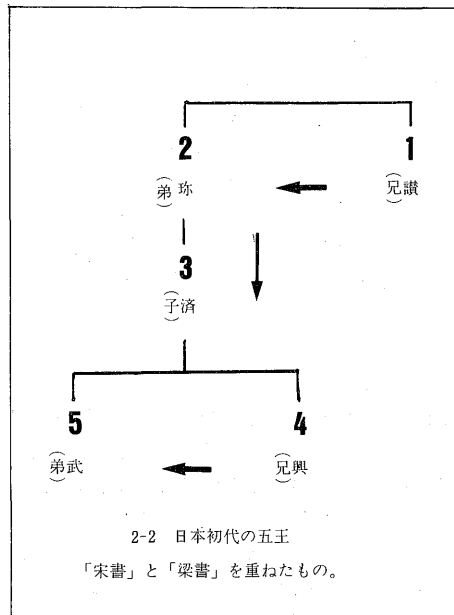 1
讃(兄)
2
珎(弟)
3
済(子)
4
興(兄)
5
武(弟)
2-2 日本初代の五王
「宋書」と「梁書」を重ねたもの。